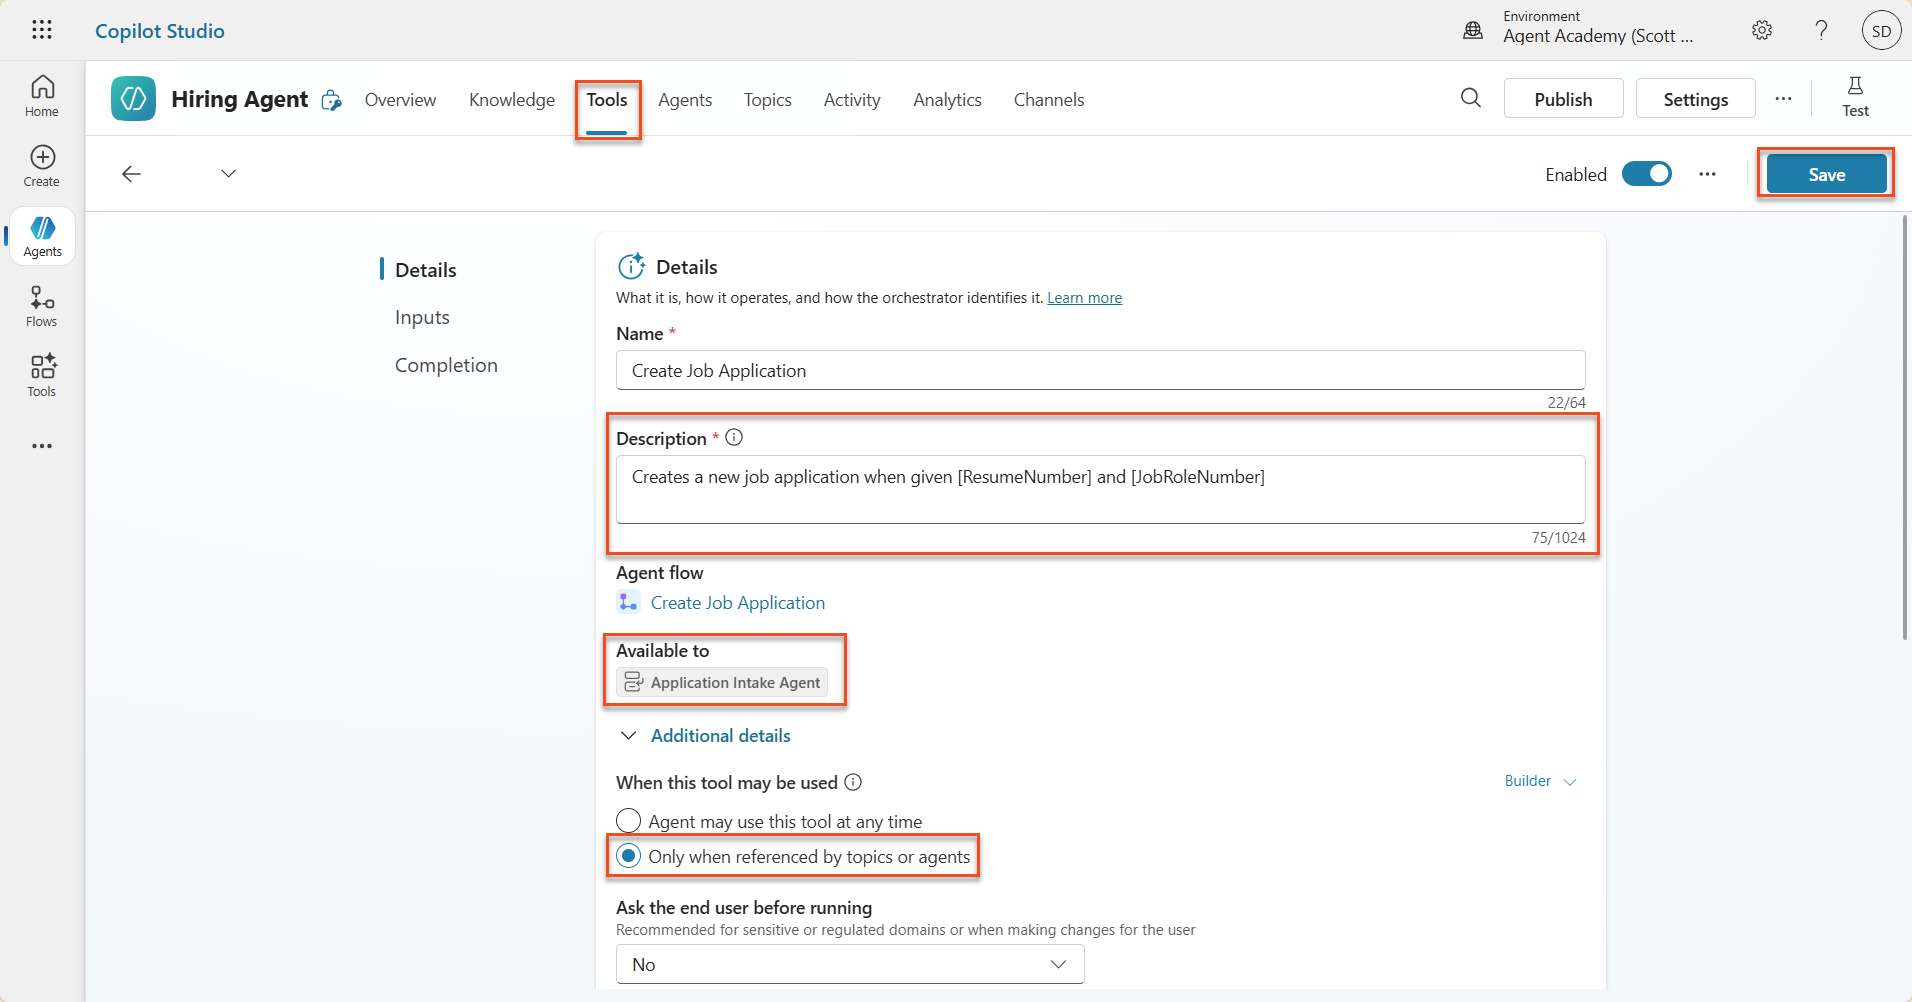 Copilot Studio
Environment
Agent Academy (Scott ...
SD
Home
Create
Agents
Flows
Tools
Hiring Agent
Overview
Knowledge
Tools
Agents
Topics
Activity
Analytics
Channels
Publish
Settings
Test
Enabled
Save
Details
Inputs
Completion
Details
What it is, how it operates, and how the orchestrator identifies it. Learn more
Name *
Create Job Application
22/64
Description *
Creates a new job application when given [ResumeNumber] and [JobRoleNumber]
75/1024
Agent flow
Create Job Application
Available to
Application Intake Agent
Additional details
When this tool may be used
Builder
Agent may use this tool at any time
Only when referenced by topics or agents
Ask the end user before running
Recommended for sensitive or regulated domains or when making changes for the user
No